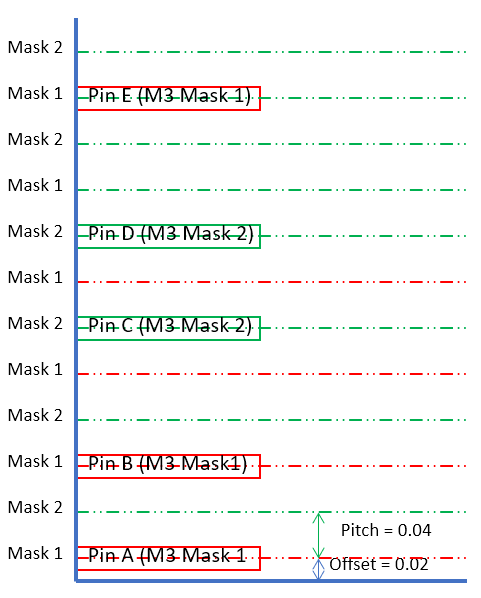 Mask 2
Mask 1 Pin E (M3 Mask 1)
Mask 2
Mask 1
Mask 2 Pin D (M3 Mask 2)
Mask 1
Mask 2 Pin C (M3 Mask 2)
Mask 1
Mask 2
Mask 1 Pin B (M3 Mask1)
Mask 2
Pitch = 0.04
Mask 1 Pin A (M3 Mask 1
Offset = 0.02